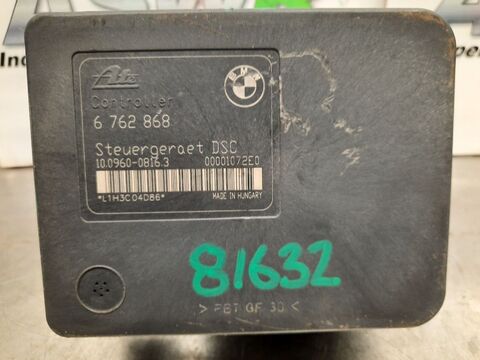 Ate
BMW
Controller
6 762 868
Steuergeraet DSC
10.0960-0816.3 00001072E0
*L1H3C04D86* MADE IN HUNGARY
81632
> PBT GF 30 <